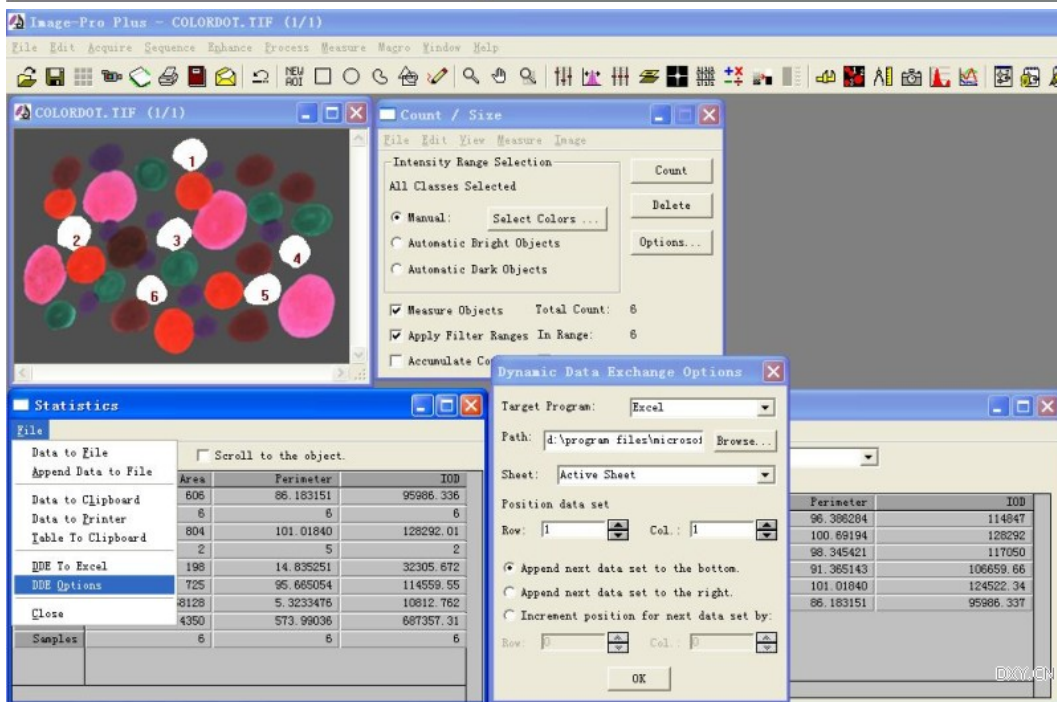 Image-Pro Plus - COLORDOT.TIF (1/1)
File Edit Acquire Sequence Enhance Process Measure Magro Window Help
NEW AOI
COLORDOT.TIF (1/1)
1
2
3
4
5
6
Count / Size
File Edit View Measure Image
Intensity Range Selection
All Classes Selected
Manual: Select Colors ...
Automatic Bright Objects
Automatic Dark Objects
Count
Delete
Options...
Measure Objects Total Count: 6
Apply Filter Ranges In Range: 6
Accumulate Co
Statistics
File
Data to File
Append Data to File
Data to Clipboard
Data to Printer
Table To Clipboard
DDE To Excel
DDE Options
Close
Scroll to the object.
Area Perimeter IOD
606 86.183151 95986.336
6 6 6
804 101.01840 128292.01
2 5 2
198 14.835251 32305.672
725 95.665054 114559.55
8128 5.3233476 10812.762
4350 573.99036 687357.31
Samples 6 6 6
Dynamic Data Exchange Options
Target Program: Excel
Path: d:\program files\microsof Browse...
Sheet: Active Sheet
Position data set
Row: 1 Col.: 1
Append next data set to the bottom.
Append next data set to the right.
Increment position for next data set by:
Row: 0 Col.: 0
OK
Perimeter IOD
96.386284 114847
100.69194 128292
98.345421 117050
91.365143 106659.66
101.01840 124522.34
86.183151 95986.337
DXY.CN